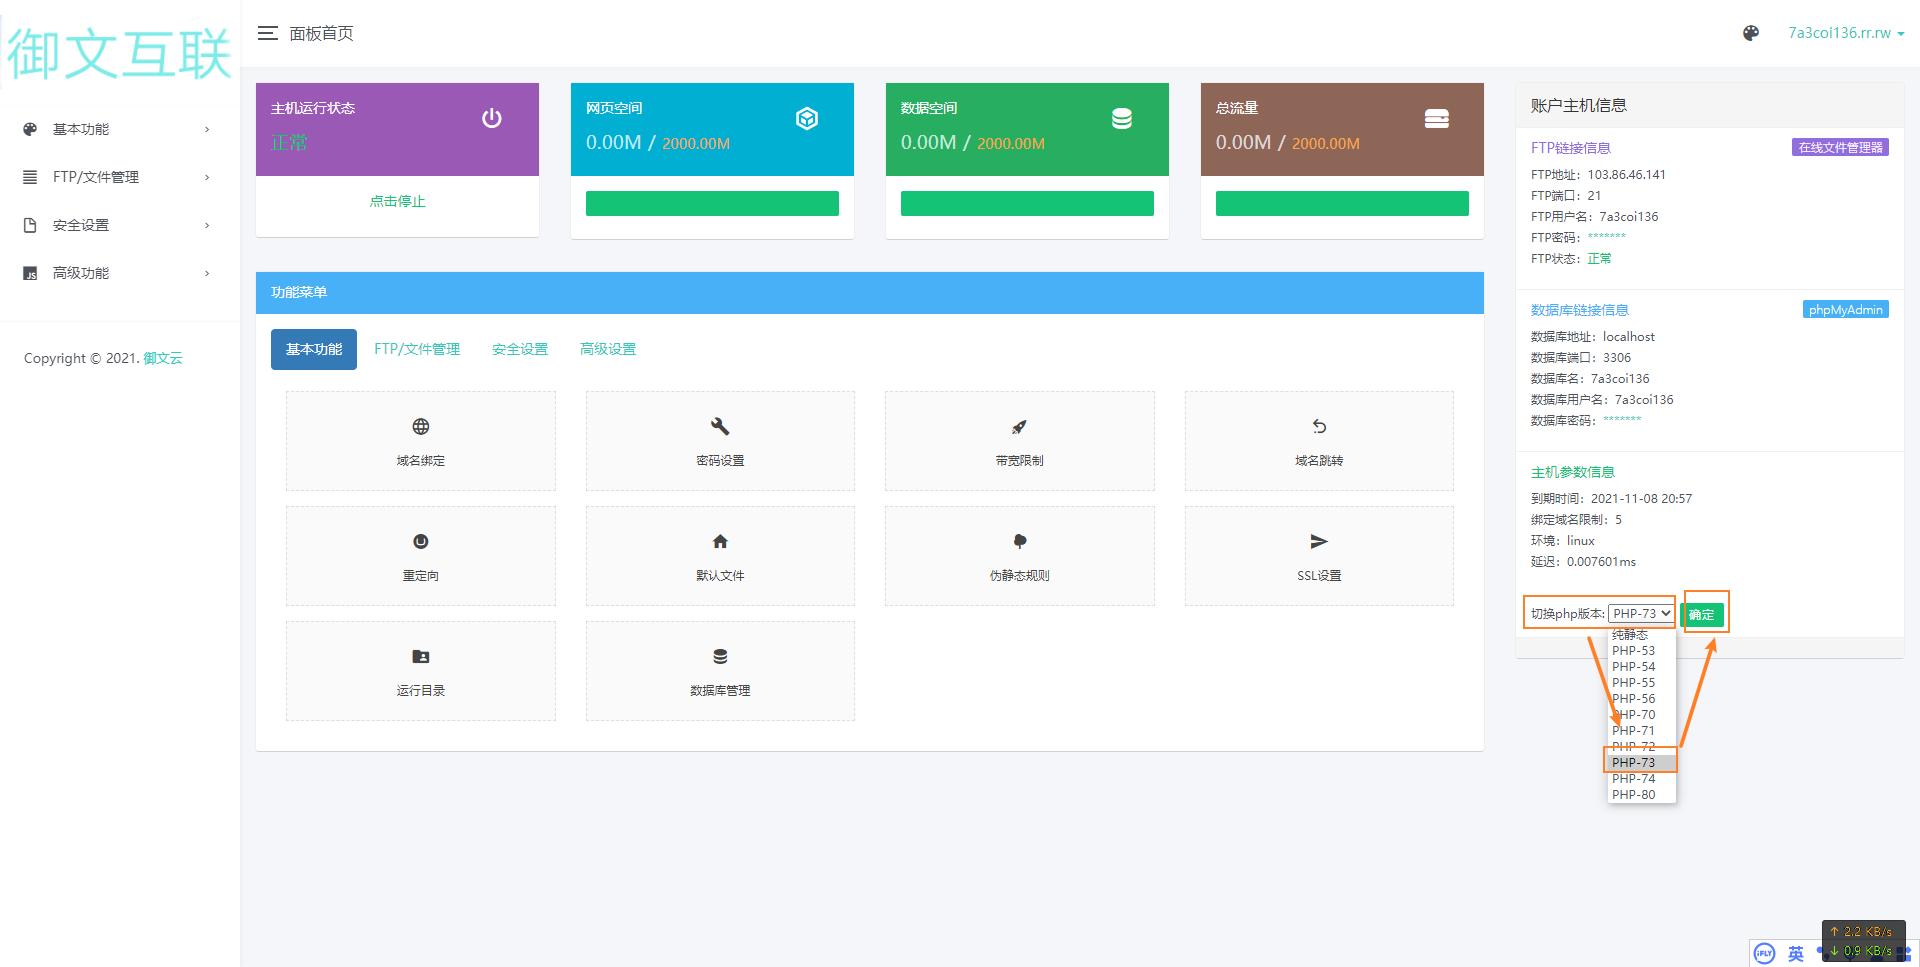 御文互联
基本功能
FTP/文件管理
安全设置
高级功能
Copyright © 2021. 御文云
面板首页
7a3coi136.rr.rw
主机运行状态
正常
点击停止
网页空间
0.00M / 2000.00M
数据空间
0.00M / 2000.00M
总流量
0.00M / 2000.00M
功能菜单
基本功能 FTP/文件管理 安全设置 高级设置
域名绑定 密码设置 带宽限制 域名跳转
重定向 默认文件 伪静态规则 SSL设置
运行目录 数据库管理
账户主机信息
FTP链接信息 在线文件管理器
FTP地址：103.86.46.141
FTP端口：21
FTP用户名：7a3coi136
FTP密码：*******
FTP状态：正常
数据库链接信息 phpMyAdmin
数据库地址：localhost
数据库端口：3306
数据库名：7a3coi136
数据库用户名：7a3coi136
数据库密码：*******
主机参数信息
到期时间：2021-11-08 20:57
绑定域名限制：5
环境：linux
延迟：0.007601ms
切换php版本: PHP-73 确定
纯静态
PHP-53
PHP-54
PHP-55
PHP-56
PHP-70
PHP-71
PHP-72
PHP-73
PHP-74
PHP-80
↑ 2.2 KB/s
iFLY 英 ↓ 0.9 KB/s